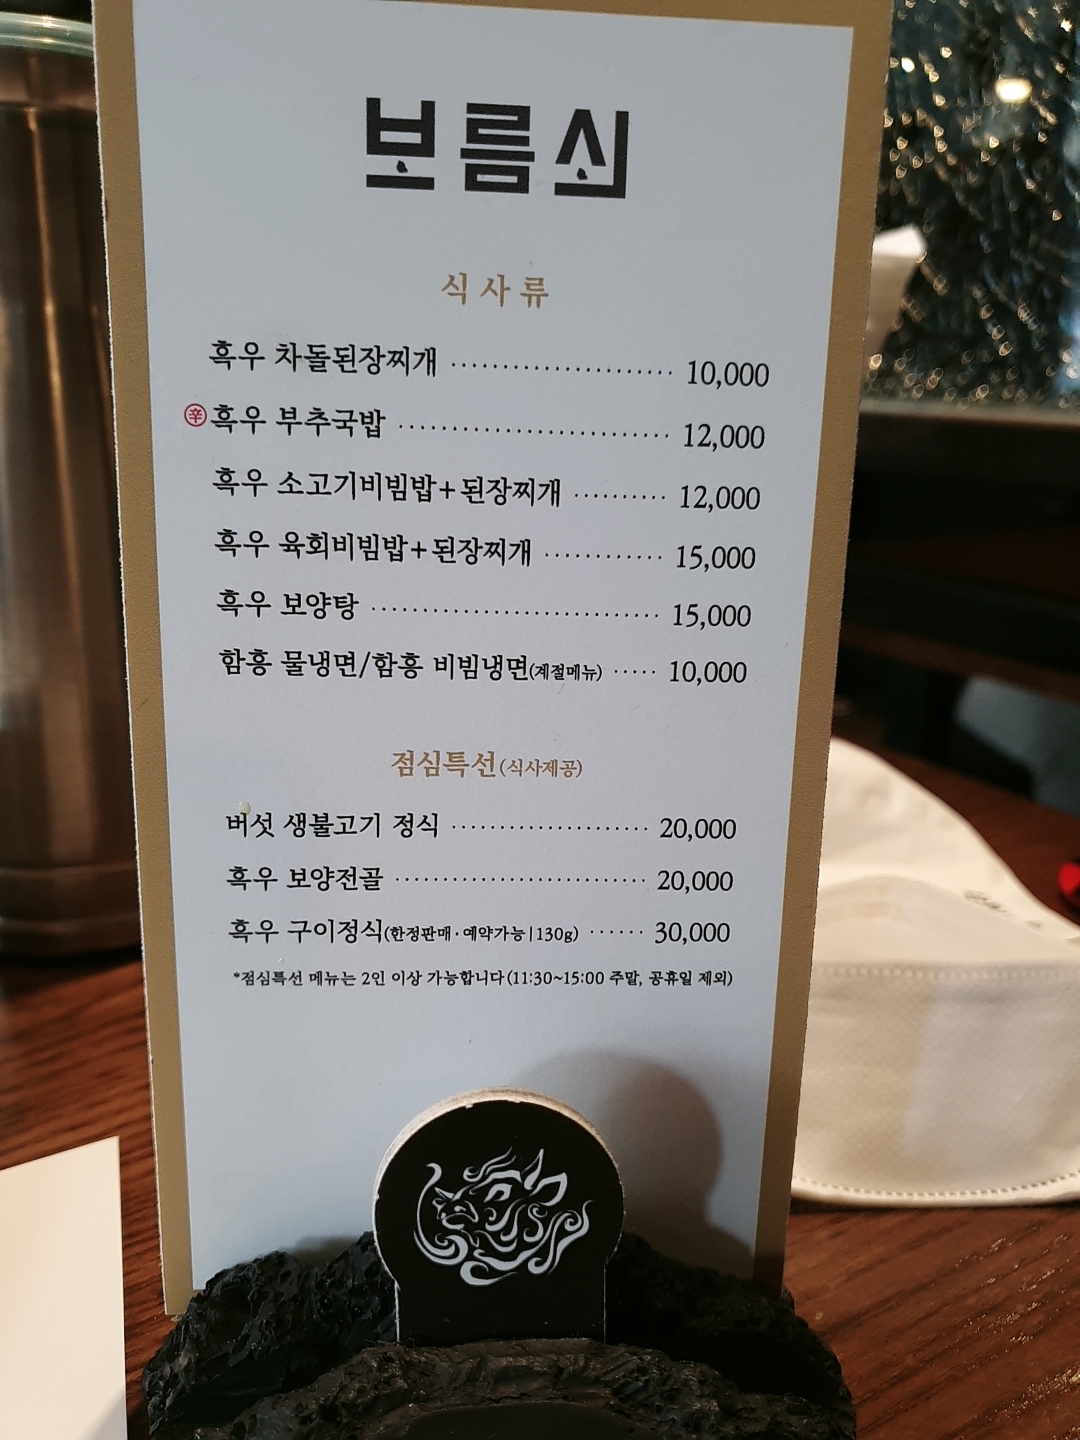 보름쇠
식사류
흑우 차돌된장찌개 ······················ 10,000
辛 흑우 부추국밥 ··························· 12,000
흑우 소고기비빔밥+된장찌개 ·········· 12,000
흑우 육회비빔밥+된장찌개 ············ 15,000
흑우 보양탕 ····························· 15,000
함흥 물냉면/함흥 비빔냉면(계절메뉴) ····· 10,000
점심특선(식사제공)
버섯 생불고기 정식 ···················· 20,000
흑우 보양전골 ·························· 20,000
흑우 구이정식(한정판매·예약가능|130g) ······ 30,000
*점심특선 메뉴는 2인 이상 가능합니다(11:30~15:00 주말, 공휴일 제외)